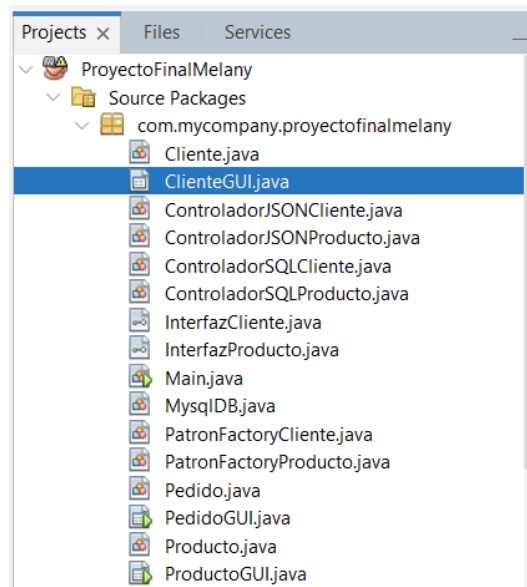 Projects Files Services
ProyectoFinalMelany
Source Packages
com.mycompany.proyectofinalmelany
Cliente.java
ClienteGUI.java
ControladorJSONCliente.java
ControladorJSONProducto.java
ControladorSQLCliente.java
ControladorSQLProducto.java
InterfazCliente.java
InterfazProducto.java
Main.java
MysqlDB.java
PatronFactoryCliente.java
PatronFactoryProducto.java
Pedido.java
PedidoGUI.java
Producto.java
ProductoGUI.java